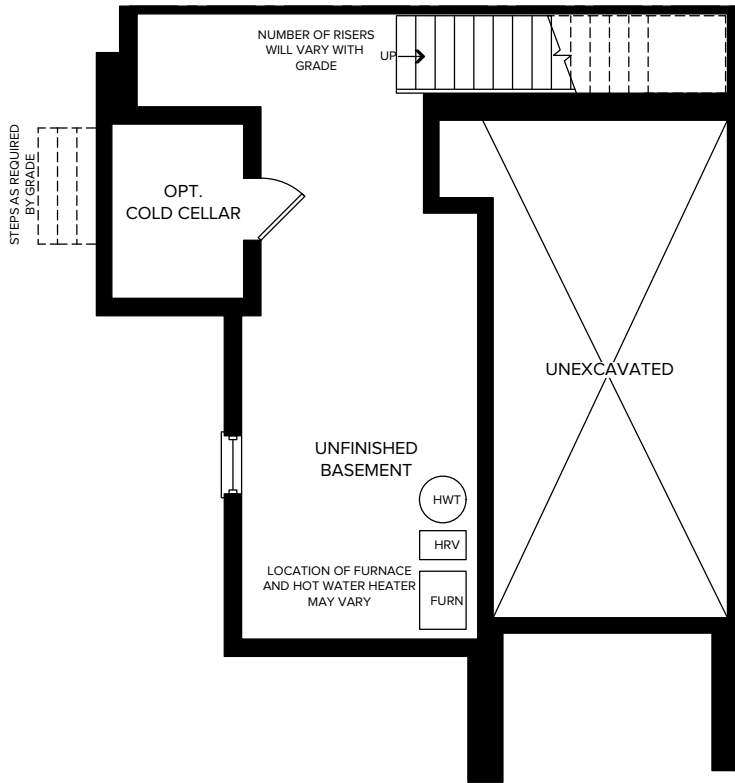 NUMBER OF RISERS
WILL VARY WITH
GRADE
UP
STEPS AS REQUIRED
BY GRADE
OPT.
COLD CELLAR
UNEXCAVATED
UNFINISHED
BASEMENT
HWT
HRV
LOCATION OF FURNACE
AND HOT WATER HEATER
MAY VARY
FURN